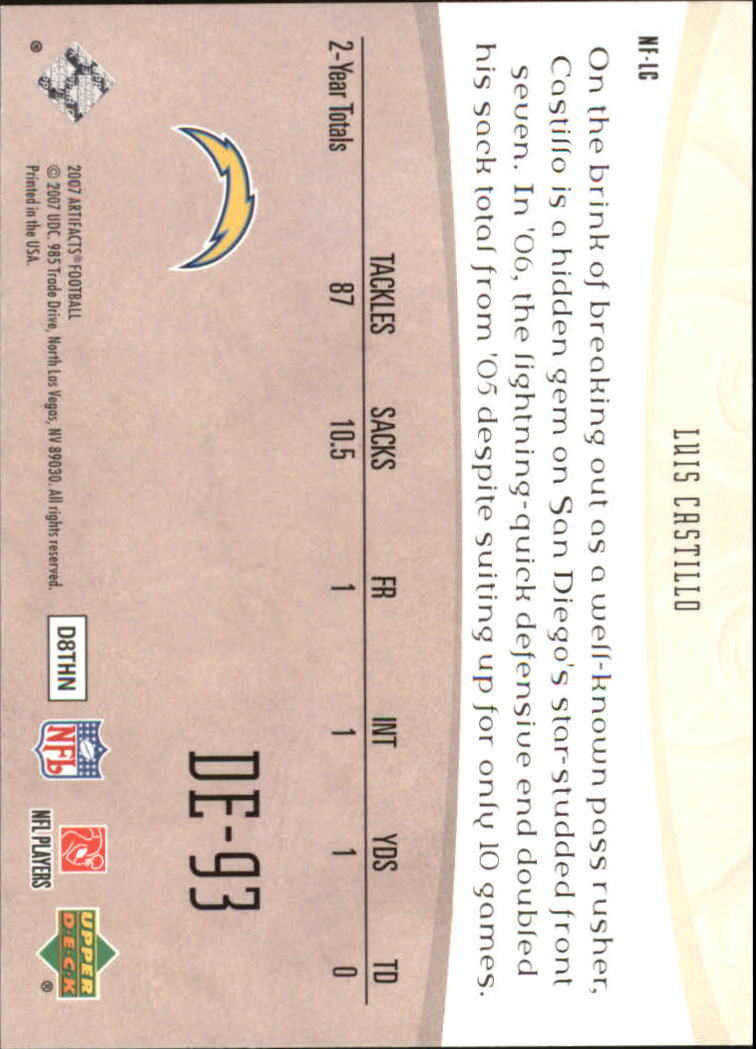 LUIS CASTILLO
NF-LC
On the brink of breaking out as a well-known pass rusher,
Castillo is a hidden gem on San Diego's star-studded front
seven. In '06, the lightning-quick defensive end doubled
his sack total from '05 despite suiting up for only 10 games.
TACKLES SACKS FR INT YDS TD
2-Year Totals 87 10.5 1 1 1 0
DE-93
2007 ARTIFACTS® FOOTBALL
© 2007 UDC, 985 Trade Drive, North Las Vegas, NV 89030. All rights reserved.
Printed in the USA.
D8THN
NFL
NFL PLAYERS
UPPER
D.E.C.K
®
®